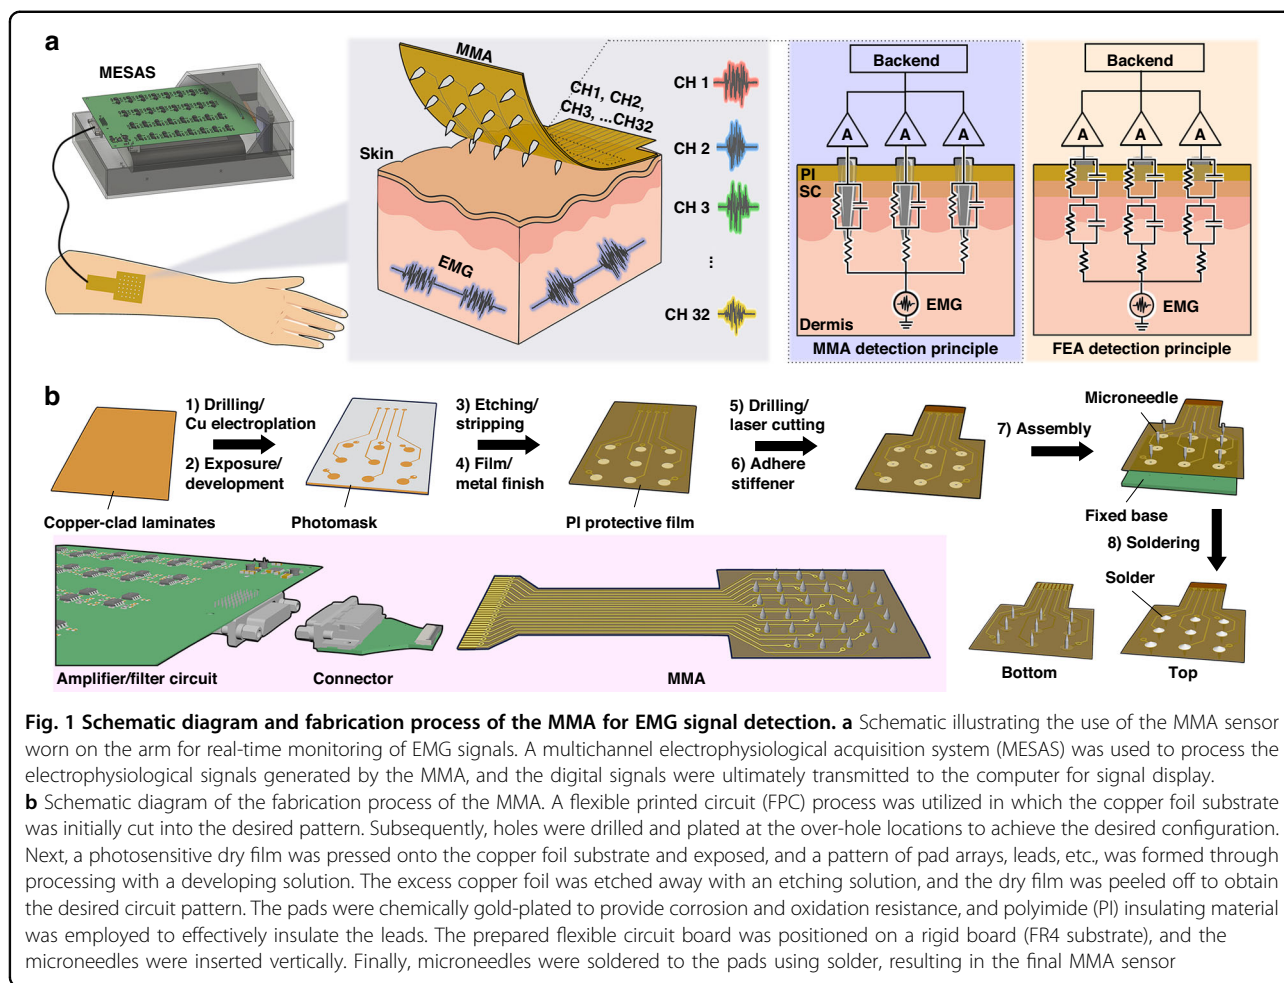 a
MESAS
MMA
CH1, CH2,
CH3, ...CH32
Skin
EMG
CH 1
CH 2
CH 3
⋮
CH 32
Backend
A A A
PI
SC
EMG
Dermis
MMA detection principle
Backend
A A A
EMG
FEA detection principle
b
1) Drilling/
Cu electroplation
2) Exposure/
development
3) Etching/
stripping
4) Film/
metal finish
5) Drilling/
laser cutting
6) Adhere
stiffener
7) Assembly
Microneedle
Copper-clad laminates
Photomask
PI protective film
Fixed base
8) Soldering
Solder
Bottom
Top
Amplifier/filter circuit
Connector
MMA
Fig. 1 Schematic diagram and fabrication process of the MMA for EMG signal detection. a Schematic illustrating the use of the MMA sensor
worn on the arm for real-time monitoring of EMG signals. A multichannel electrophysiological acquisition system (MESAS) was used to process the
electrophysiological signals generated by the MMA, and the digital signals were ultimately transmitted to the computer for signal display.
b Schematic diagram of the fabrication process of the MMA. A flexible printed circuit (FPC) process was utilized in which the copper foil substrate
was initially cut into the desired pattern. Subsequently, holes were drilled and plated at the over-hole locations to achieve the desired configuration.
Next, a photosensitive dry film was pressed onto the copper foil substrate and exposed, and a pattern of pad arrays, leads, etc., was formed through
processing with a developing solution. The excess copper foil was etched away with an etching solution, and the dry film was peeled off to obtain
the desired circuit pattern. The pads were chemically gold-plated to provide corrosion and oxidation resistance, and polyimide (PI) insulating material
was employed to effectively insulate the leads. The prepared flexible circuit board was positioned on a rigid board (FR4 substrate), and the
microneedles were inserted vertically. Finally, microneedles were soldered to the pads using solder, resulting in the final MMA sensor